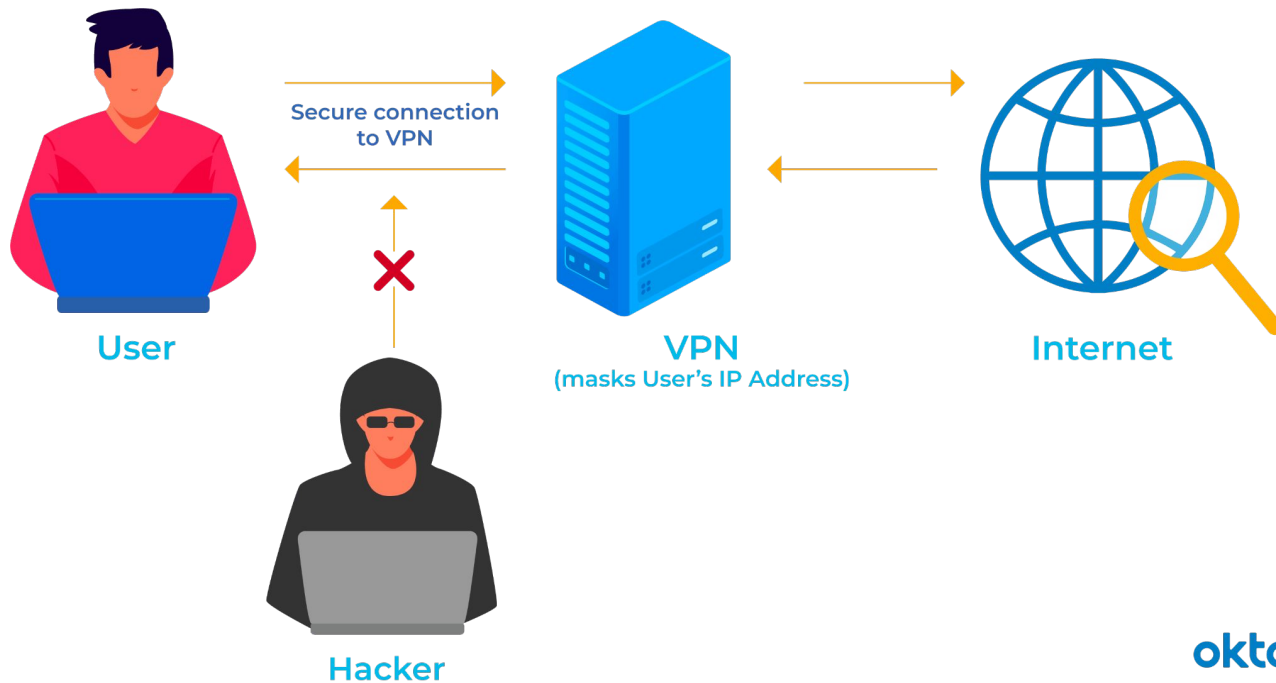 Secure connection
to VPN
User
VPN
(masks User's IP Address)
Internet
Hacker